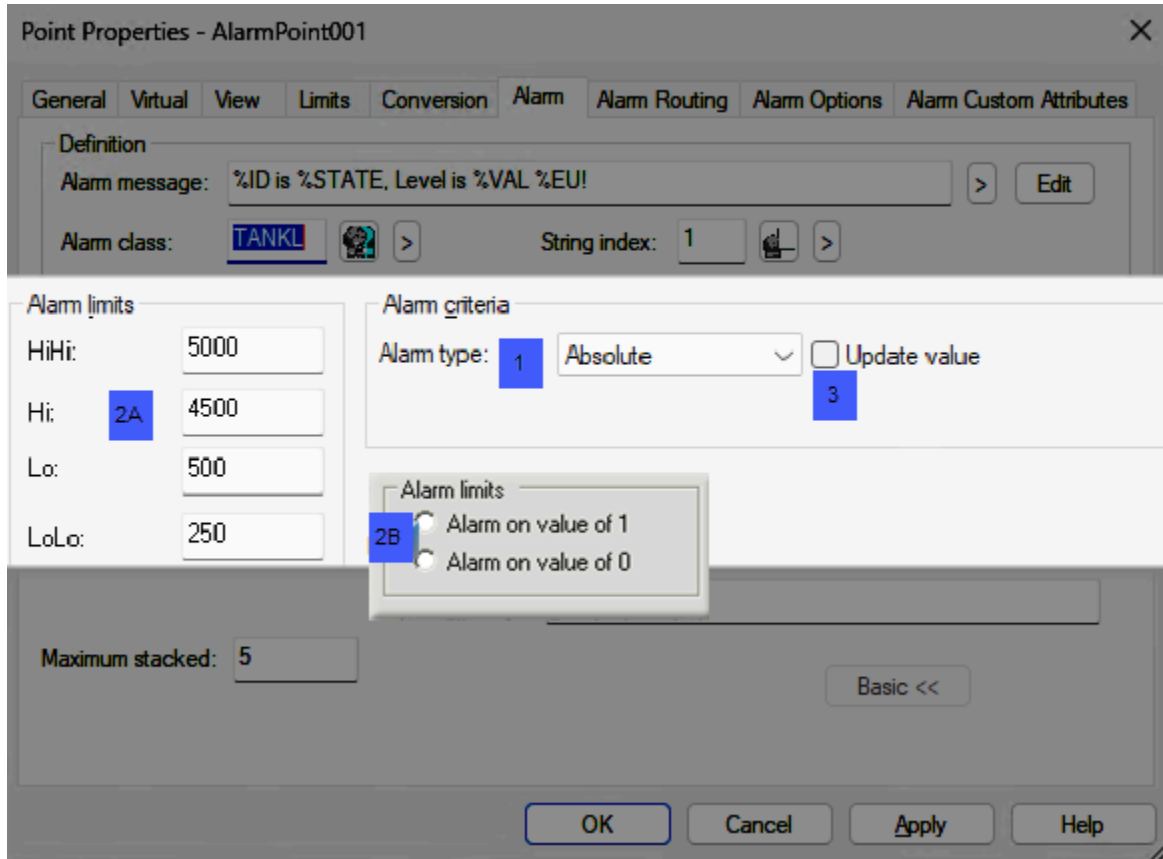 Point Properties - AlarmPoint001
General Virtual View Limits Conversion Alarm Alarm Routing Alarm Options Alarm Custom Attributes
Definition
Alarm message: %ID is %STATE, Level is %VAL %EU! > Edit
Alarm class: TANKL > String index: 1 >
Alarm limits Alarm criteria
HiHi: 5000 Alarm type: 1 Absolute Update value
3
Hi: 2A 4500
Lo: 500
Alarm limits
2B Alarm on value of 1
LoLo: 250
Alarm on value of 0
Maximum stacked: 5
Basic <<
OK Cancel Apply Help